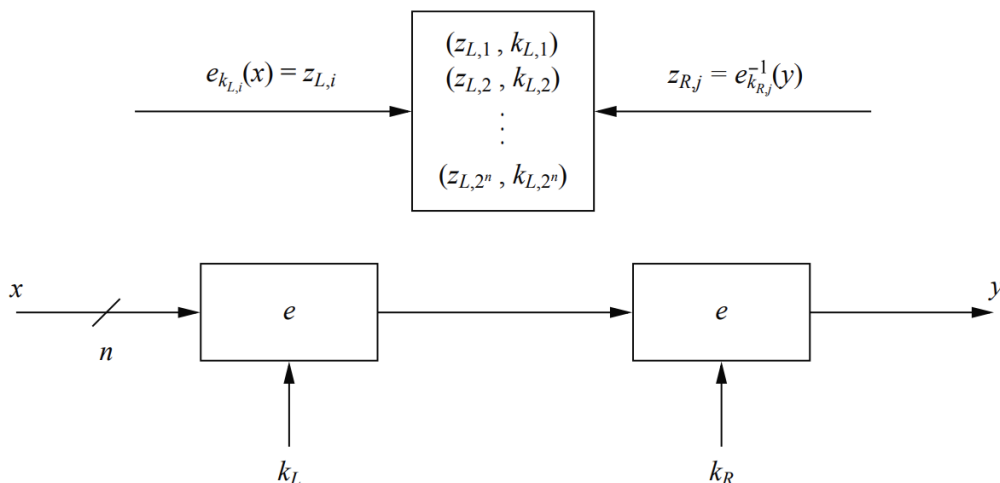 (z_{L,1} , k_{L,1})
e_{k_{L,i}}(x) = z_{L,i}
(z_{L,2} , k_{L,2})
z_{R,j} = e^{-1}_{k_{R,j}}(y)
⋮
(z_{L,2^n} , k_{L,2^n})
x
e
e
y
n
k_L
k_R